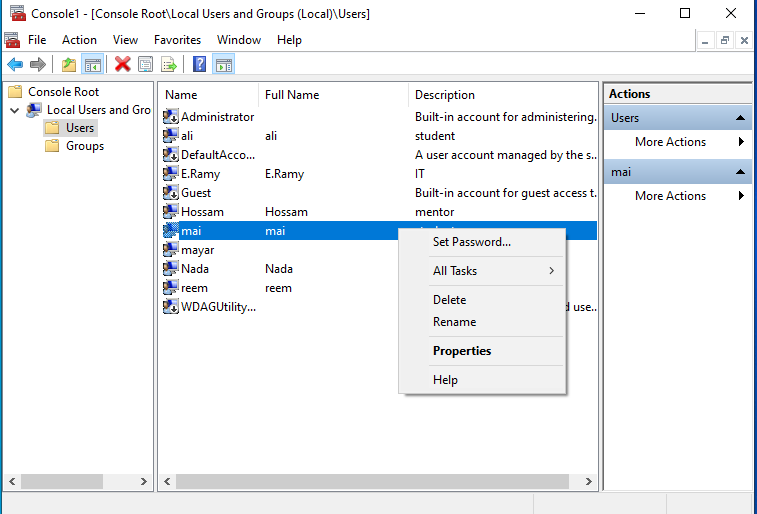 Console1 - [Console Root\Local Users and Groups (Local)\Users]
File Action View Favorites Window Help
Console Root
Local Users and Gro
Users
Groups
Name Full Name Description
Administrator Built-in account for administering...
ali ali student
DefaultAcco... A user account managed by the s...
E.Ramy E.Ramy IT
Guest Built-in account for guest access t...
Hossam Hossam mentor
mai mai
mayar
Nada Nada
reem reem
WDAGUtility... use...
Set Password...
All Tasks
Delete
Rename
Properties
Help
Actions
Users
More Actions
mai
More Actions